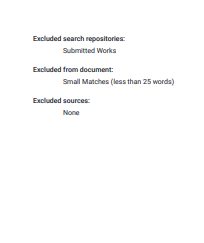 Excluded search repositories:
Submitted Works
Excluded from document:
Small Matches (less than 25 words)
Excluded sources:
None